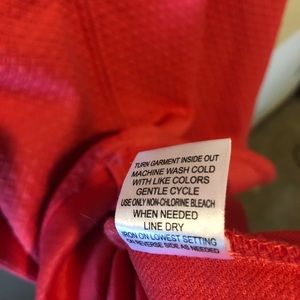 TURN GARMENT INSIDE OUT
MACHINE WASH COLD
WITH LIKE COLORS
GENTLE CYCLE
USE ONLY NON-CHLORINE BLEACH
WHEN NEEDED
LINE DRY
IRON ON LOWEST SETTING
ON REVERSE SIDE AS NEEDED